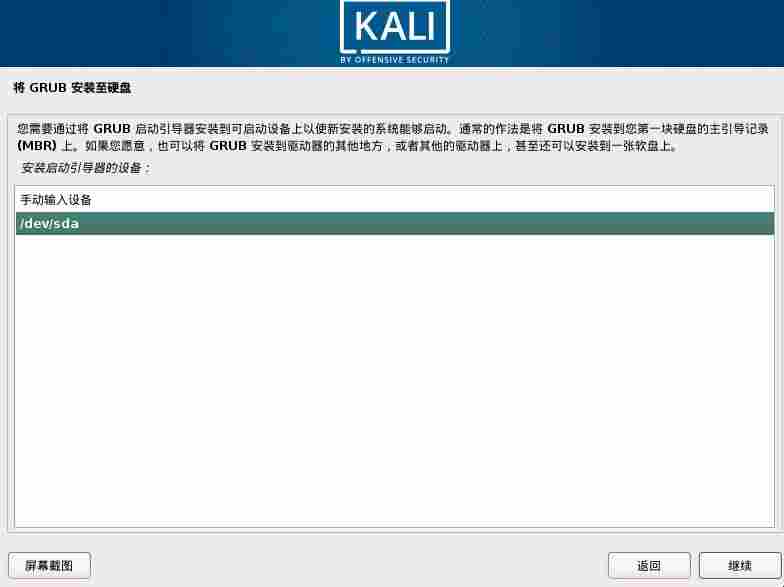 KALI
BY OFFENSIVE SECURITY
将 GRUB 安装至硬盘
您需要通过将 GRUB 启动引导器安装到可启动设备上以便新安装的系统能够启动。通常的作法是将 GRUB 安装到您第一块硬盘的主引导记录
(MBR) 上。如果您愿意，也可以将 GRUB 安装到驱动器的其他地方，或者其他的驱动器上，甚至还可以安装到一张软盘上。
安装启动引导器的设备：
手动输入设备
/dev/sda
屏幕截图 返回 继续